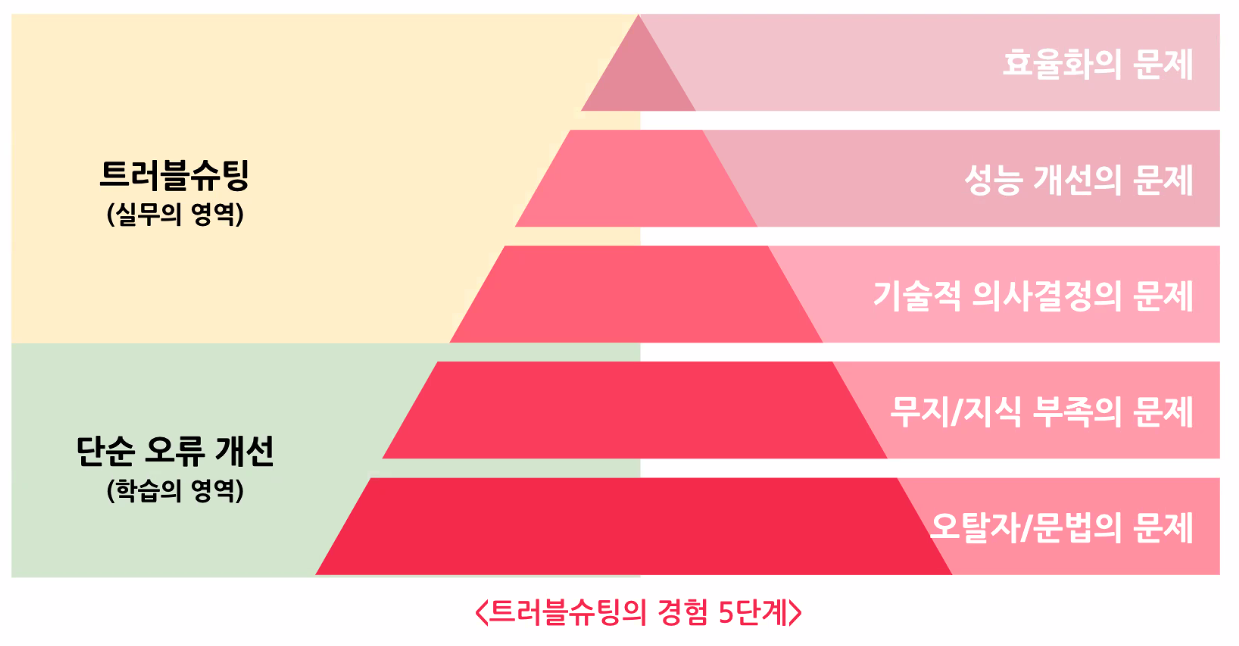 효율화의 문제
성능 개선의 문제
트러블슈팅
(실무의 영역)
기술적 의사결정의 문제
무지/지식 부족의 문제
단순 오류 개선
(학습의 영역)
오탈자/문법의 문제
<트러블슈팅의 경험 5단계>